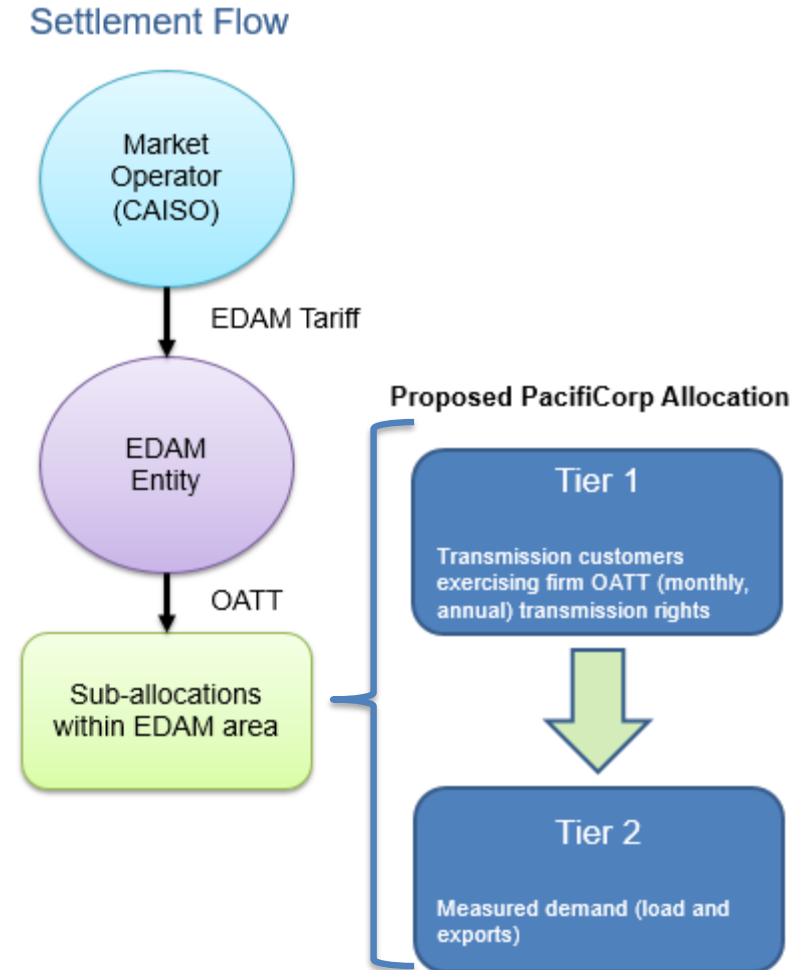 Settlement Flow
Market
Operator
(CAISO)
EDAM Tariff
EDAM
Entity
OATT
Sub-allocations
within EDAM area
Proposed PacifiCorp Allocation
Tier 1
Transmission customers
exercising firm OATT (monthly,
annual) transmission rights
Tier 2
Measured demand (load and
exports)